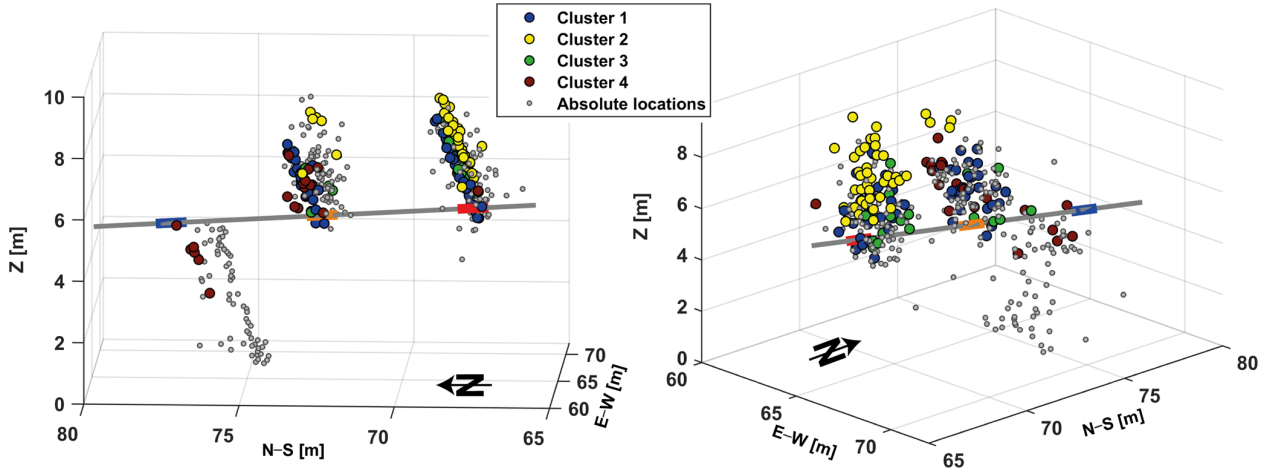 Cluster 1
Cluster 2
Cluster 3
Cluster 4
Absolute locations
Z [m]
10
8
6
4
2
0
80
75
70
65
N-S [m]
60
65
70
E-W [m]
N
Z [m]
8
6
4
2
0
60
65
70
E-W [m]
65
70
75
80
N-S [m]
N